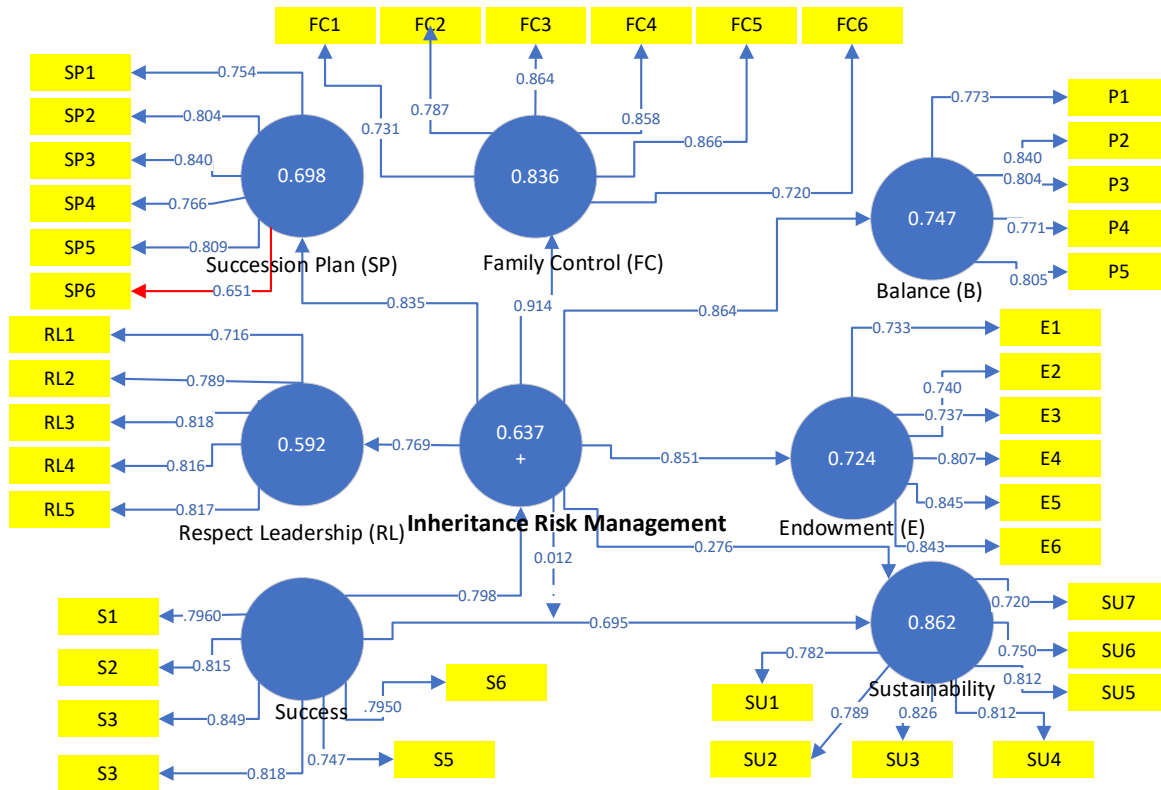 FC1
FC2
FC3
FC4
FC5
FC6
SP1
SP2
SP3
SP4
SP5
SP6
0.754
0.804
0.840
0.766
0.809
0.651
0.698
Succession Plan (SP)
0.731
0.787
0.864
0.858
0.866
0.720
0.836
Family Control (FC)
P1
P2
P3
P4
P5
0.773
0.840
0.804
0.771
0.805
0.747
Balance (B)
0.835
0.914
0.864
RL1
RL2
RL3
RL4
RL5
0.716
0.789
0.818
0.816
0.817
0.592
Respect Leadership (RL)
0.769
0.637
+
Inheritance Risk Management
0.851
E1
E2
E3
E4
E5
E6
0.733
0.740
0.737
0.807
0.845
0.843
0.724
Endowment (E)
0.276
0.012
0.798
0.695
S1
S2
S3
S3
S5
S6
.7960
0.815
0.849
0.818
0.747
.7950
Success
0.862
Sustainability
0.720
0.750
0.812
0.782
0.789
0.826
0.812
SU7
SU6
SU5
SU1
SU2
SU3
SU4